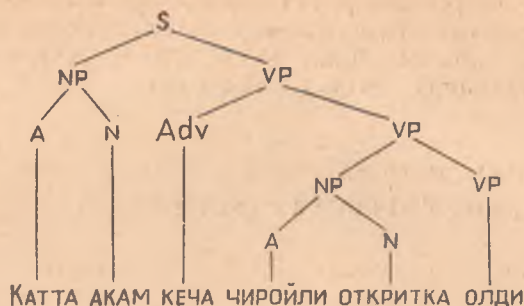 S
NP VP
A N Adv VP
NP VP
A N
КАТТА АКАМ КЕЧА ЧИРОЙЛИ ОТКРИТКА ОЛДИ